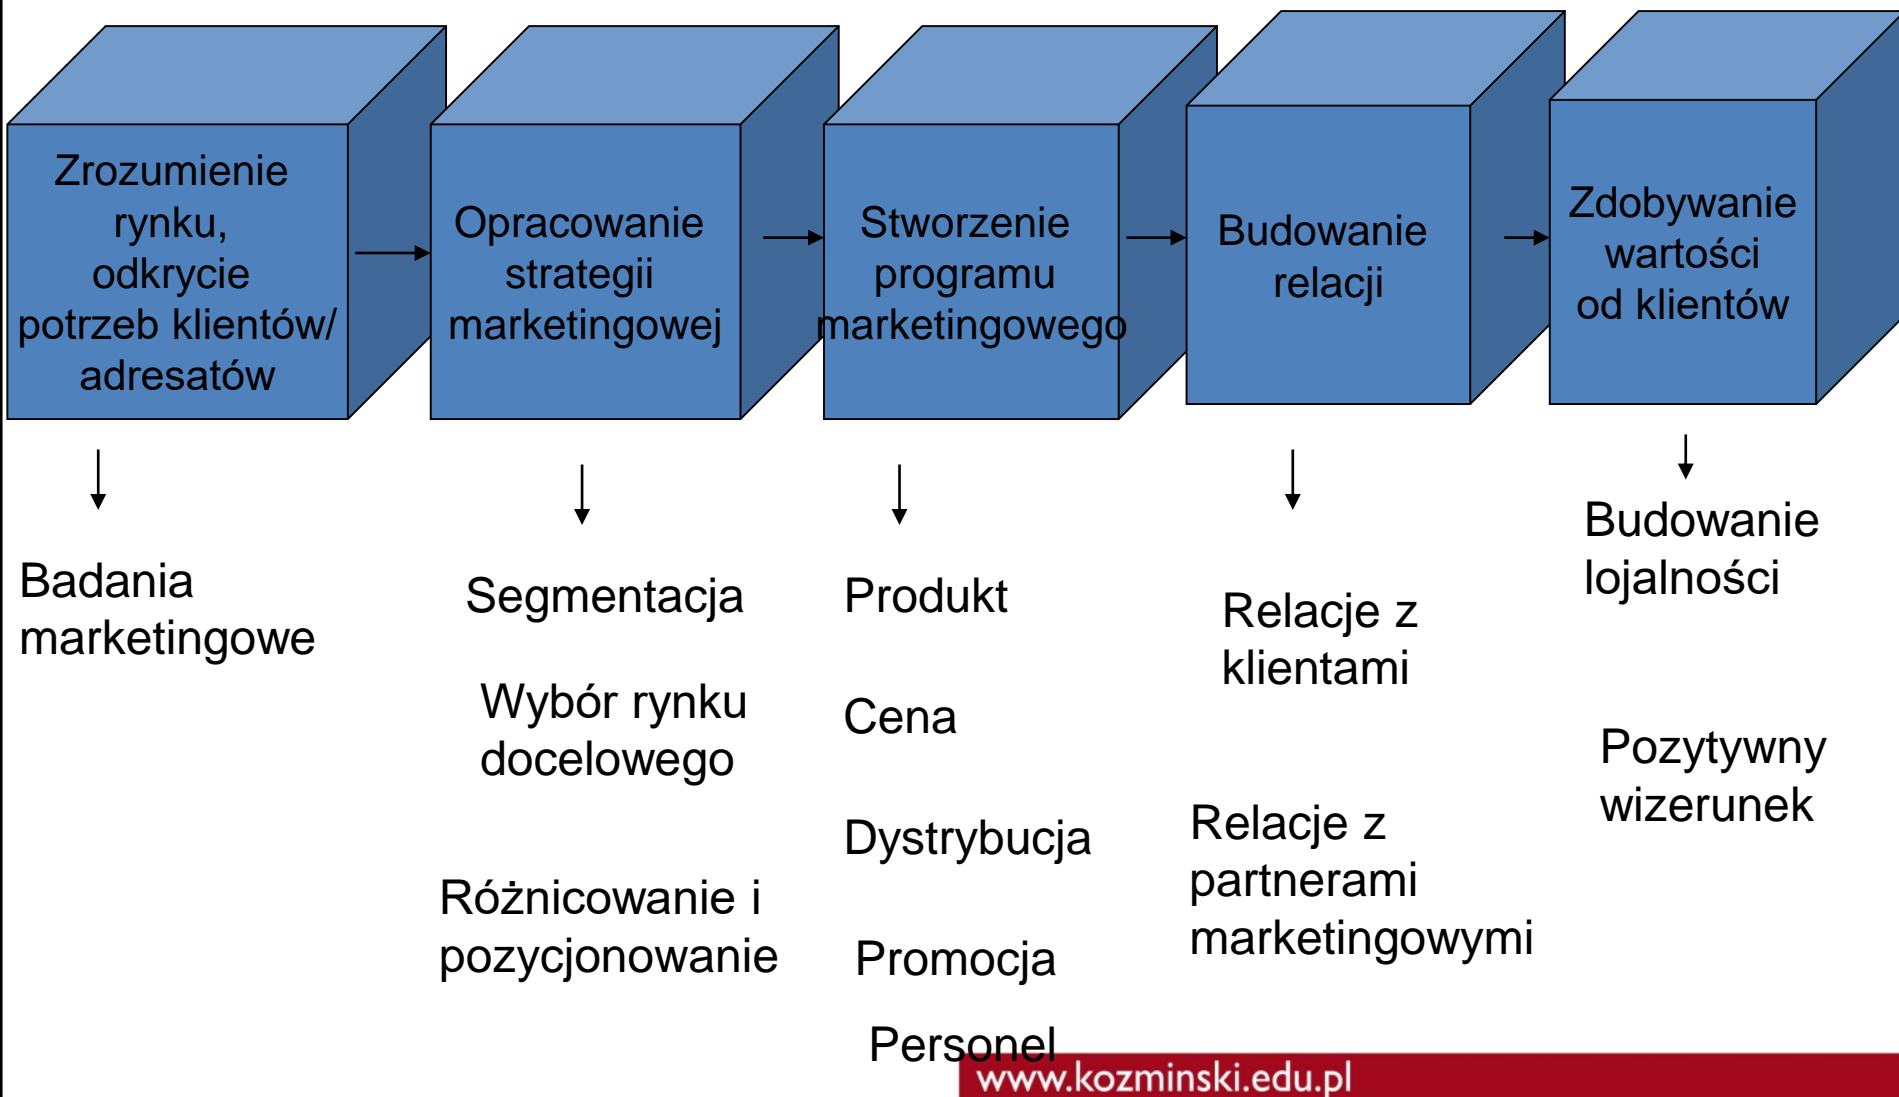 Zrozumienie
rynku,
odkrycie
potrzeb klientów/
adresatów
Opracowanie
strategii
marketingowej
Stworzenie
programu
marketingowego
Budowanie
relacji
Zdobywanie
wartości
od klientów
Badania
marketingowe
Segmentacja
Wybór rynku
docelowego
Różnicowanie i
pozycjonowanie
Produkt
Cena
Dystrybucja
Promocja
Personel
Relacje z
klientami
Relacje z
partnerami
marketingowymi
Budowanie
lojalności
Pozytywny
wizerunek
www.kozminski.edu.pl